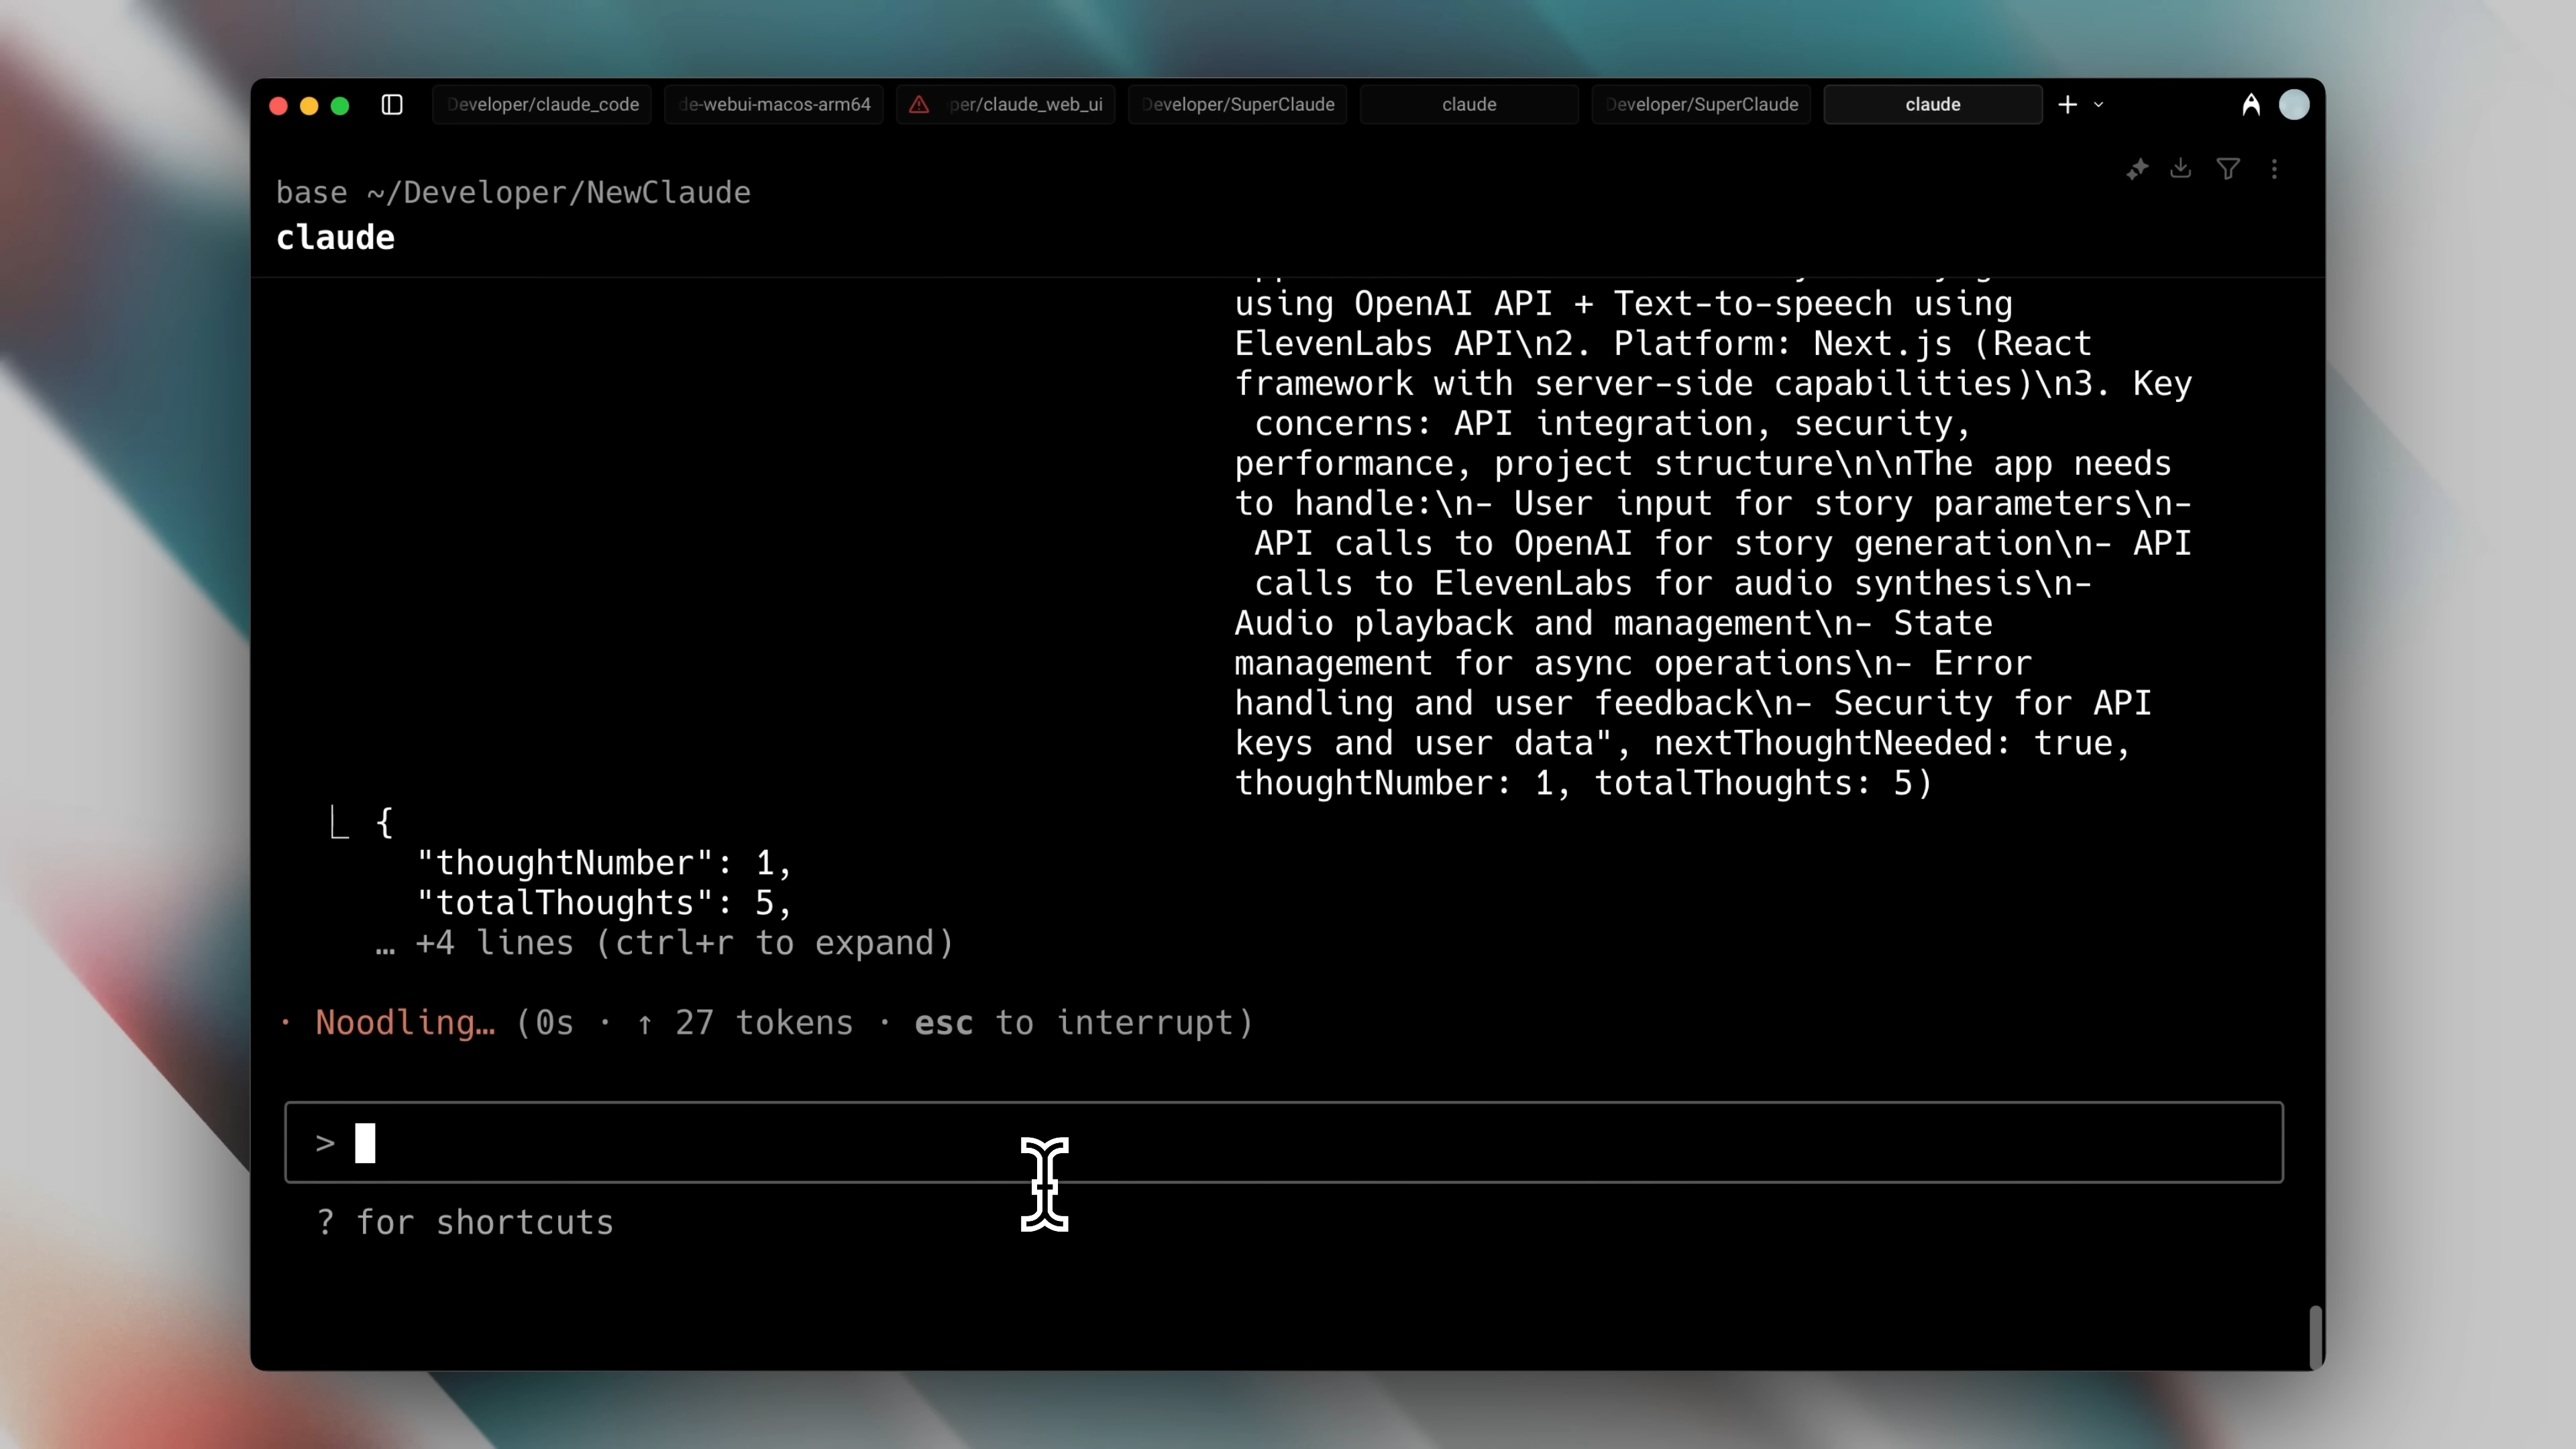 Developer/claude_code
de-webui-macos-arm64
per/claude_web_ui
Developer/SuperClaude
claude
Developer/SuperClaude
claude
base ~/Developer/NewClaude
claude
using OpenAI API + Text-to-speech using
ElevenLabs API\n2. Platform: Next.js (React
framework with server-side capabilities)\n3. Key
concerns: API integration, security,
performance, project structure\n\nThe app needs
to handle:\n- User input for story parameters\n-
API calls to OpenAI for story generation\n- API
calls to ElevenLabs for audio synthesis\n-
Audio playback and management\n- State
management for async operations\n- Error
handling and user feedback\n- Security for API
keys and user data", nextThoughtNeeded: true,
thoughtNumber: 1, totalThoughts: 5)
⎿ {
"thoughtNumber": 1,
"totalThoughts": 5,
… +4 lines (ctrl+r to expand)
· Noodling… (0s · ↑ 27 tokens · esc to interrupt)
>
? for shortcuts